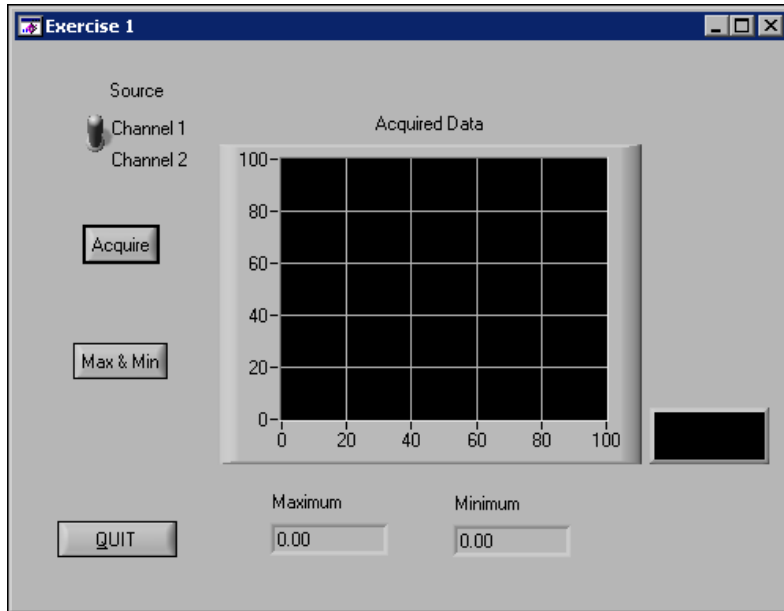 Exercise 1
Source
Channel 1
Channel 2
Acquired Data
100
80
60
40
20
0
0 20 40 60 80 100
Acquire
Max & Min
Maximum
Minimum
QUIT
0.00
0.00